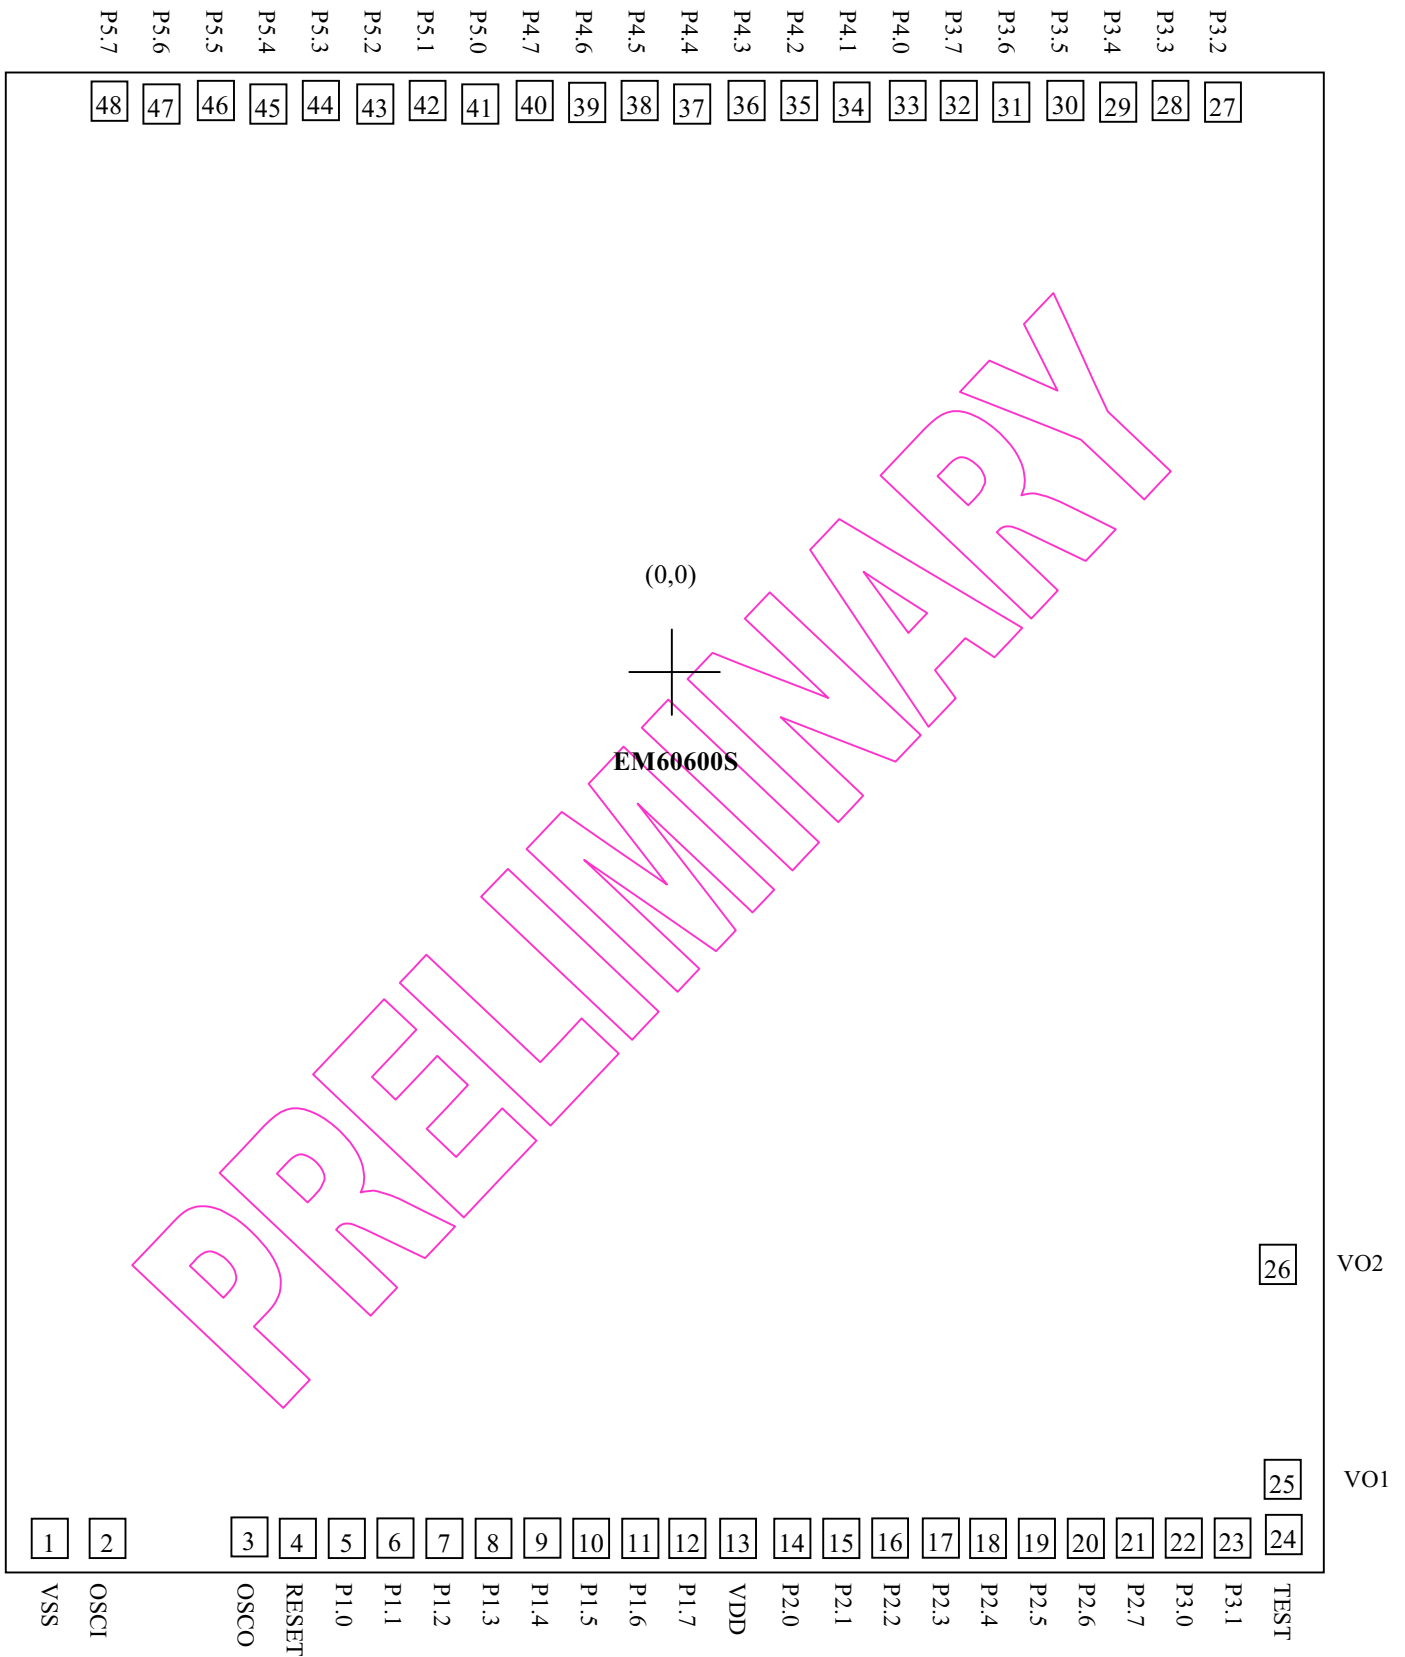 P5.7 P5.6 P5.5 P5.4 P5.3 P5.2 P5.1 P5.0 P4.7 P4.6 P4.5 P4.4 P4.3 P4.2 P4.1 P4.0 P3.7 P3.6 P3.5 P3.4 P3.3 P3.2
48 47 46 45 44 43 42 41 40 39 38 37 36 35 34 33 32 31 30 29 28 27
(0,0)
EM60600S
PRELIMINARY
26 VO2
25 VO1
1 2 3 4 5 6 7 8 9 10 11 12 13 14 15 16 17 18 19 20 21 22 23 24
VSS OSCI OSCO RESET P1.0 P1.1 P1.2 P1.3 P1.4 P1.5 P1.6 P1.7 VDD P2.0 P2.1 P2.2 P2.3 P2.4 P2.5 P2.6 P2.7 P3.0 P3.1 TEST